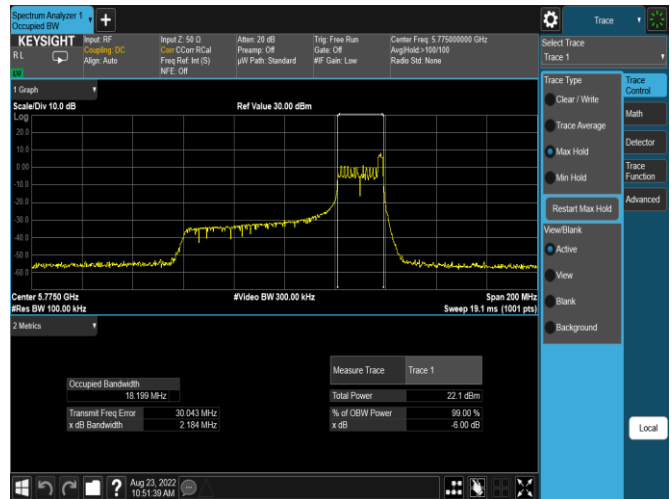 Spectrum Analyzer 1
Occupied BW
+
Trace
KEYSIGHT
RL
LW
Input: RF
Coupling: DC
Align: Auto
Input Z: 50 Ω
Corr CCorr RCal
Freq Ref: Int (S)
NFE: Off
Atten: 20 dB
Preamp: Off
µW Path: Standard
Trig: Free Run
Gate: Off
#IF Gain: Low
Center Freq: 5.775000000 GHz
Avg|Hold:>100/100
Radio Std: None
Select Trace
Trace 1
1 Graph
Scale/Div 10.0 dB
Ref Value 30.00 dBm
Log
20.0
10.0
0.00
-10.0
-20.0
-30.0
-40.0
-50.0
-60.0
Center 5.7750 GHz
#Video BW 300.00 kHz
Span 200 MHz
#Res BW 100.00 kHz
Sweep 19.1 ms (1001 pts)
2 Metrics
Measure Trace Trace 1
Occupied Bandwidth
18.199 MHz
Total Power 22.1 dBm
Transmit Freq Error 30.043 MHz
% of OBW Power 99.00 %
x dB Bandwidth 2.184 MHz
x dB -6.00 dB
Trace Type
Clear / Write
Trace Average
Max Hold
Min Hold
Restart Max Hold
View/Blank
Active
View
Blank
Background
Trace
Control
Math
Detector
Trace
Function
Advanced
Local
?
Aug 23, 2022
10:51:39 AM